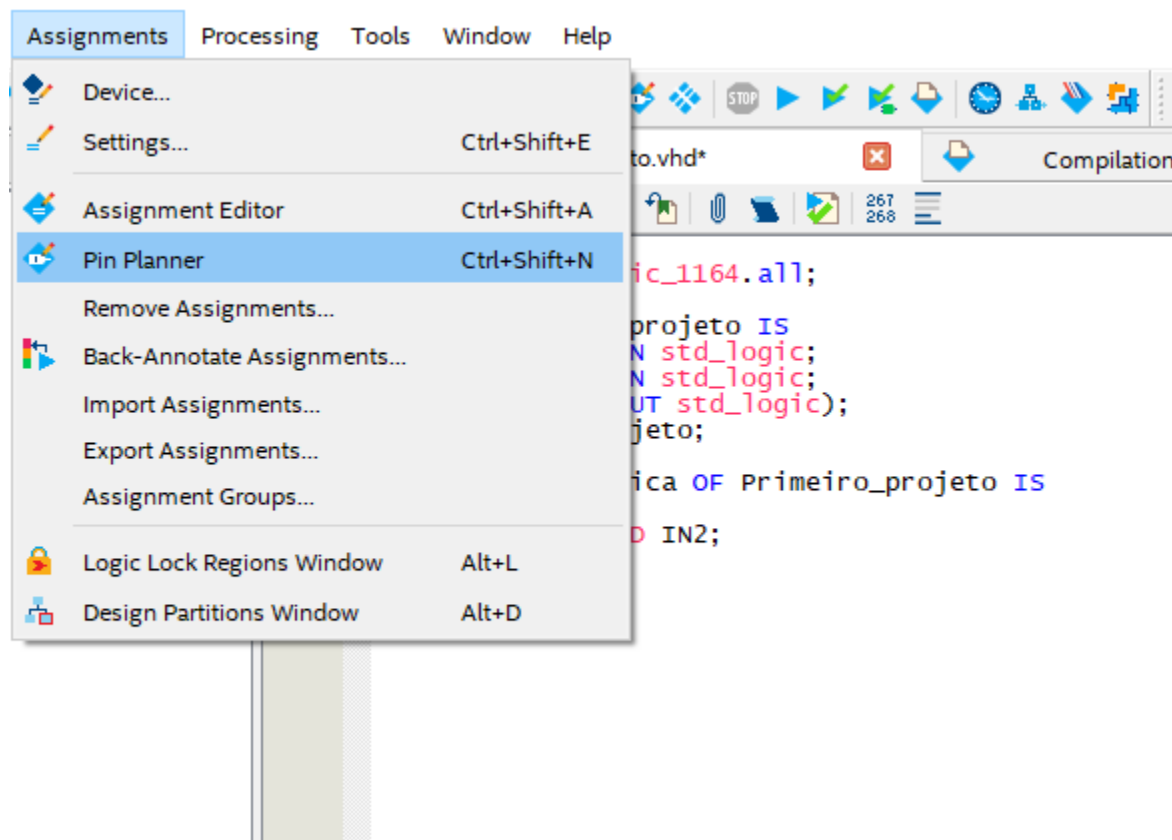 Assignments Processing Tools Window Help
Device...
Settings... Ctrl+Shift+E
Assignment Editor Ctrl+Shift+A
Pin Planner Ctrl+Shift+N
Remove Assignments...
Back-Annotate Assignments...
Import Assignments...
Export Assignments...
Assignment Groups...
Logic Lock Regions Window Alt+L
Design Partitions Window Alt+D
STOP
to.vhd* Compilation
267
268
ic_1164.all;
projeto IS
N std_logic;
N std_logic;
UT std_logic);
jeto;
ica OF Primeiro_projeto IS
D IN2;